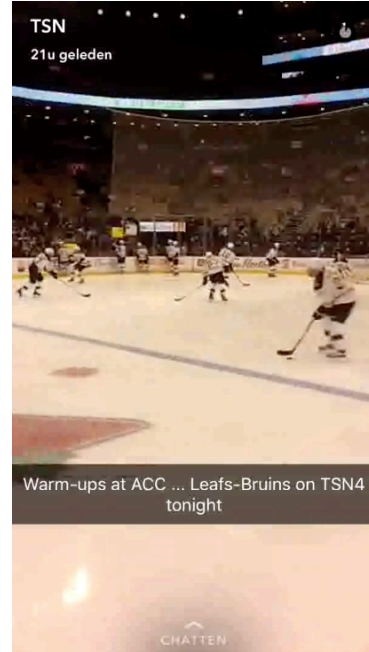 TSN
21u geleden
Warm-ups at ACC ... Leafs-Bruins on TSN4
tonight
CHATTEN